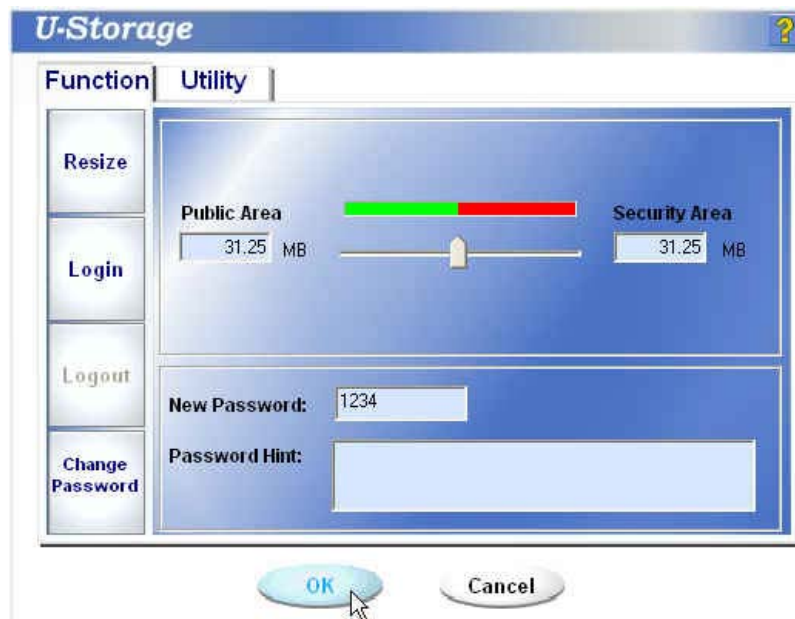 U-Storage
?
Function
Utility
Resize
Login
Logout
Change
Password
Public Area
31.25 MB
Security Area
31.25 MB
New Password: 1234
Password Hint:
OK
Cancel